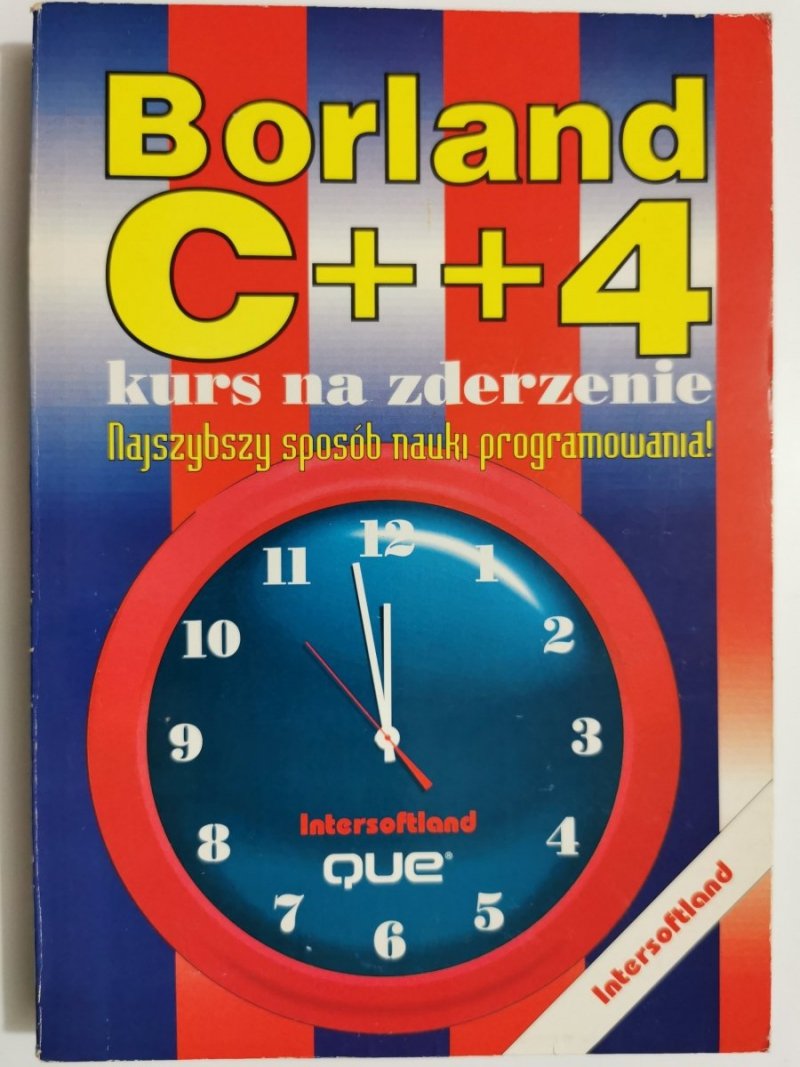 Borland
C++4
kurs na zderzenie
Najszybszy sposób nauki programowania!
12
11
1
10
2
9
3
8
4
7
5
6
Intersoftland
QUE®
Intersoftland